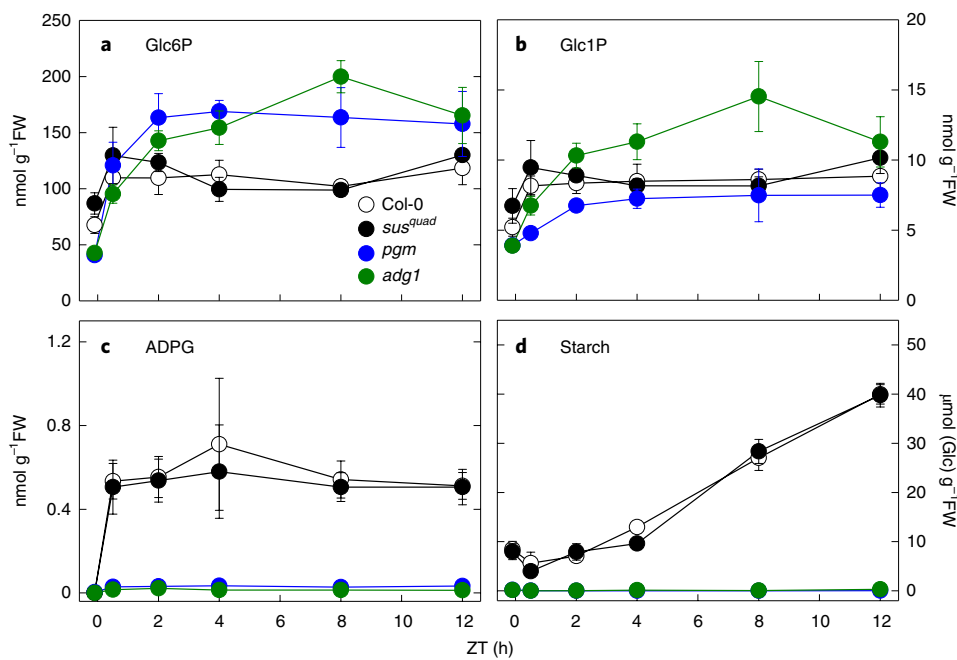 a Glc6P
250
200
150
100
50
0
nmol g⁻¹FW
Col-0
sus^quad
pgm
adg1
b Glc1P
20
15
10
5
0
nmol g⁻¹FW
c ADPG
1.2
0.8
0.4
0
nmol g⁻¹FW
0 2 4 6 8 10 12
d Starch
50
40
30
20
10
0
μmol (Glc) g⁻¹FW
0 2 4 6 8 10 12
ZT (h)